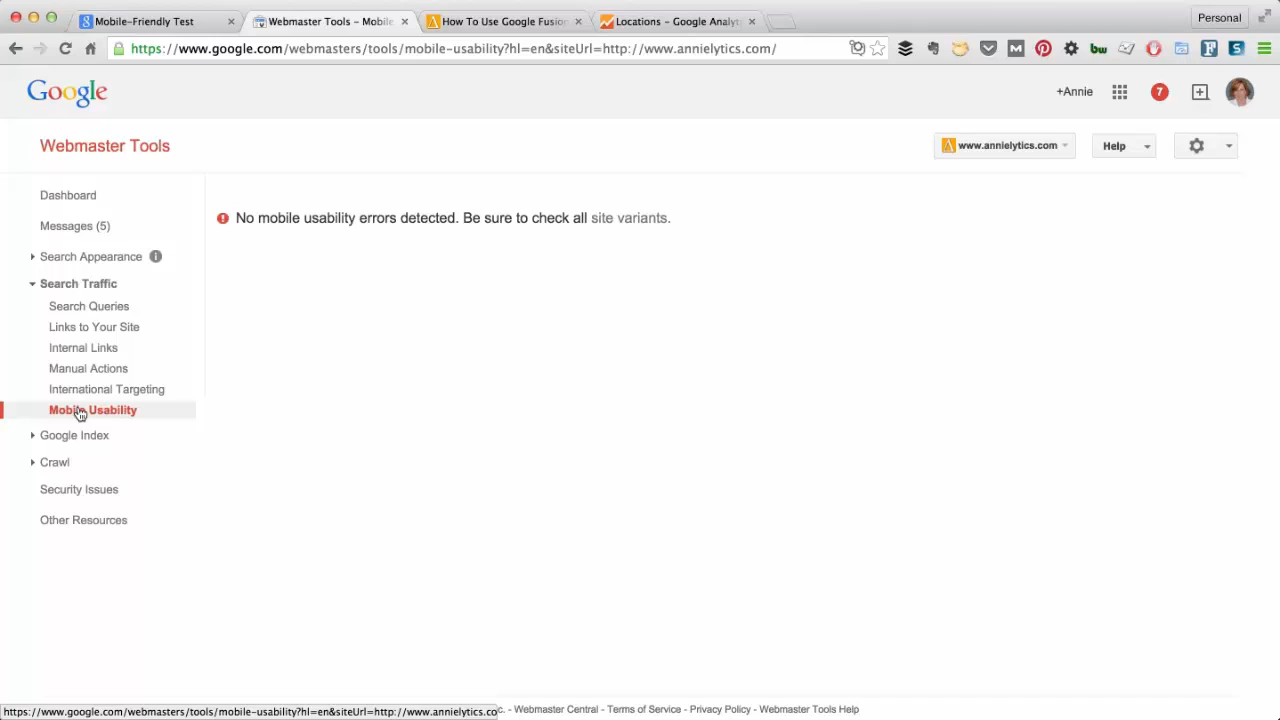 Mobile-Friendly Test
Webmaster Tools – Mobile
How To Use Google Fusion
Locations – Google Analyt
Personal
https://www.google.com/webmasters/tools/mobile-usability?hl=en&siteUrl=http://www.annielytics.com/
Google
+Annie
7
Webmaster Tools
www.annielytics.com
Help
Dashboard
Messages (5)
Search Appearance
Search Traffic
Search Queries
Links to Your Site
Internal Links
Manual Actions
International Targeting
Mobile Usability
Google Index
Crawl
Security Issues
Other Resources
No mobile usability errors detected. Be sure to check all site variants.
https://www.google.com/webmasters/tools/mobile-usability?hl=en&siteUrl=http://www.annielytics.co
c. - Webmaster Central - Terms of Service - Privacy Policy - Webmaster Tools Help